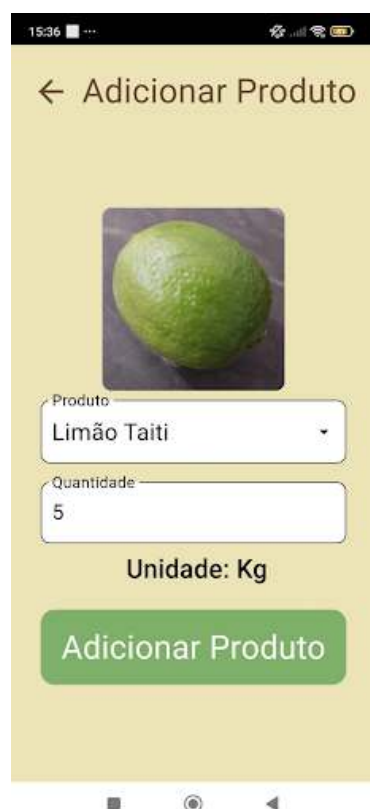 15:36
Adicionar Produto
Produto
Limão Taiti
Quantidade
5
Unidade: Kg
Adicionar Produto